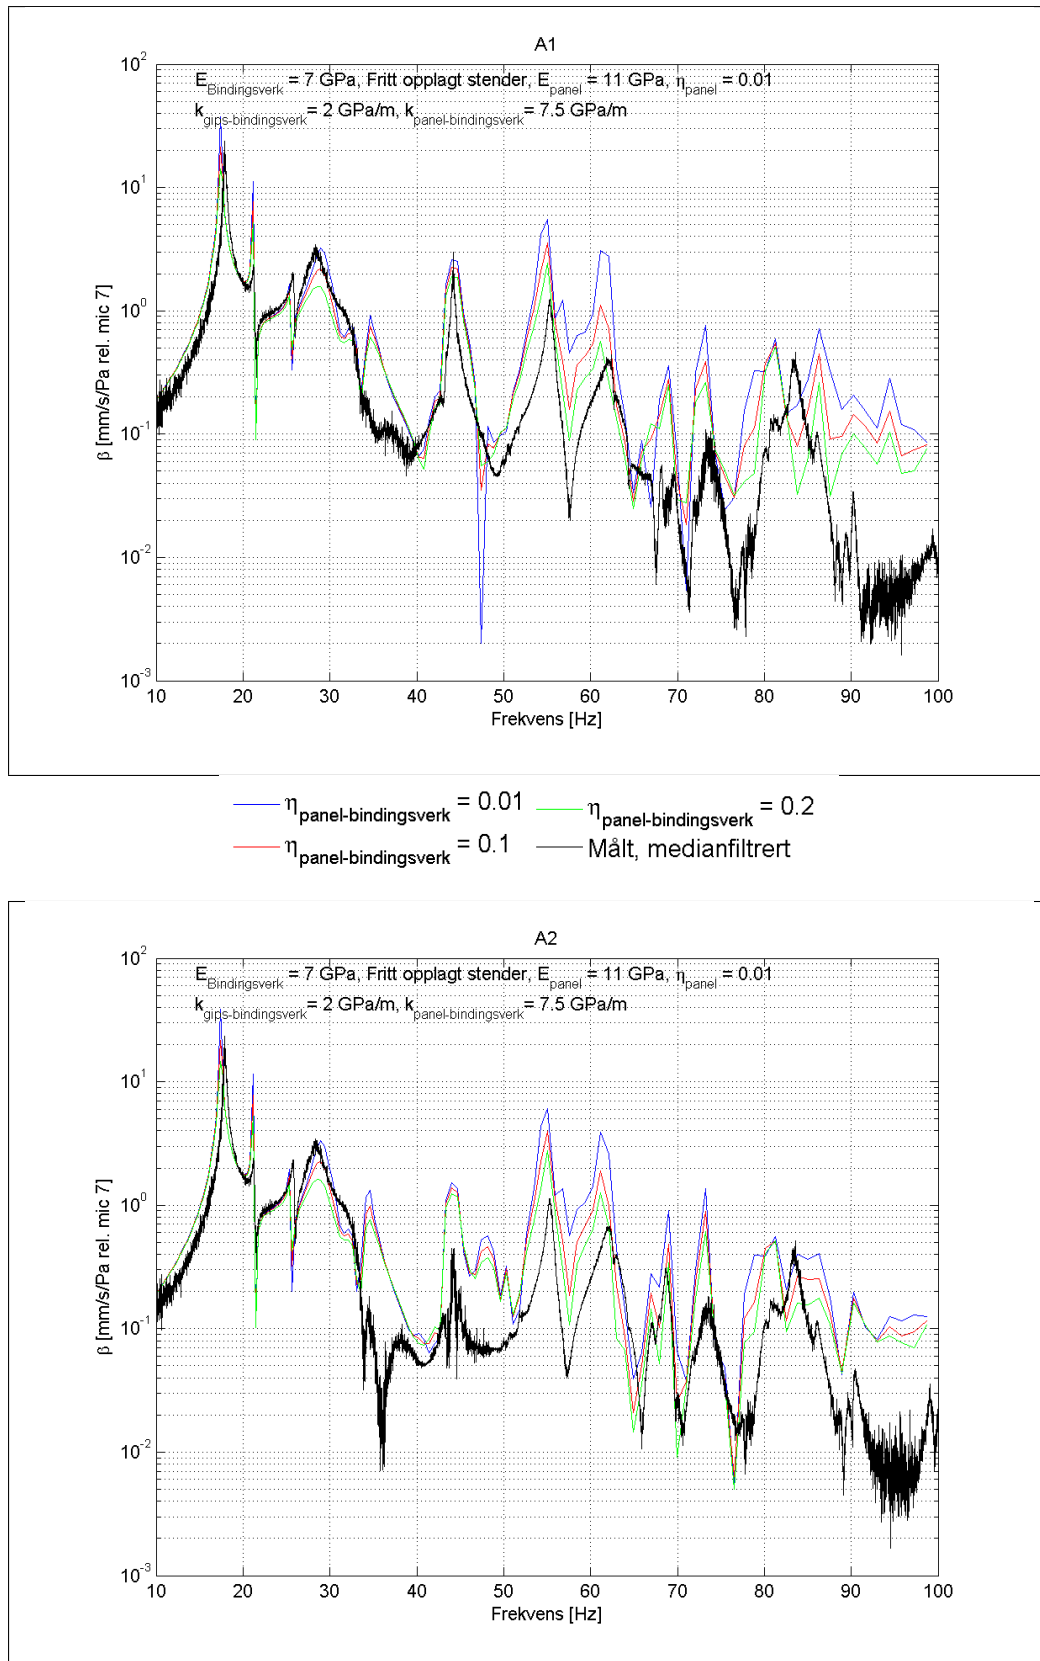 A1
E_Bindingsverk = 7 GPa, Fritt opplagt stender, E_panel = 11 GPa, η_panel = 0.01
k_gips-bindingsverk = 2 GPa/m, k_panel-bindingsverk = 7.5 GPa/m
10^2
10^1
10^0
10^-1
10^-2
10^-3
β [mm/s/Pa rel. mic 7]
10 20 30 40 50 60 70 80 90 100
Frekvens [Hz]
η_panel-bindingsverk = 0.01
η_panel-bindingsverk = 0.2
η_panel-bindingsverk = 0.1
Målt, medianfiltrert
A2
E_Bindingsverk = 7 GPa, Fritt opplagt stender, E_panel = 11 GPa, η_panel = 0.01
k_gips-bindingsverk = 2 GPa/m, k_panel-bindingsverk = 7.5 GPa/m
10^2
10^1
10^0
10^-1
10^-2
10^-3
β [mm/s/Pa rel. mic 7]
10 20 30 40 50 60 70 80 90 100
Frekvens [Hz]